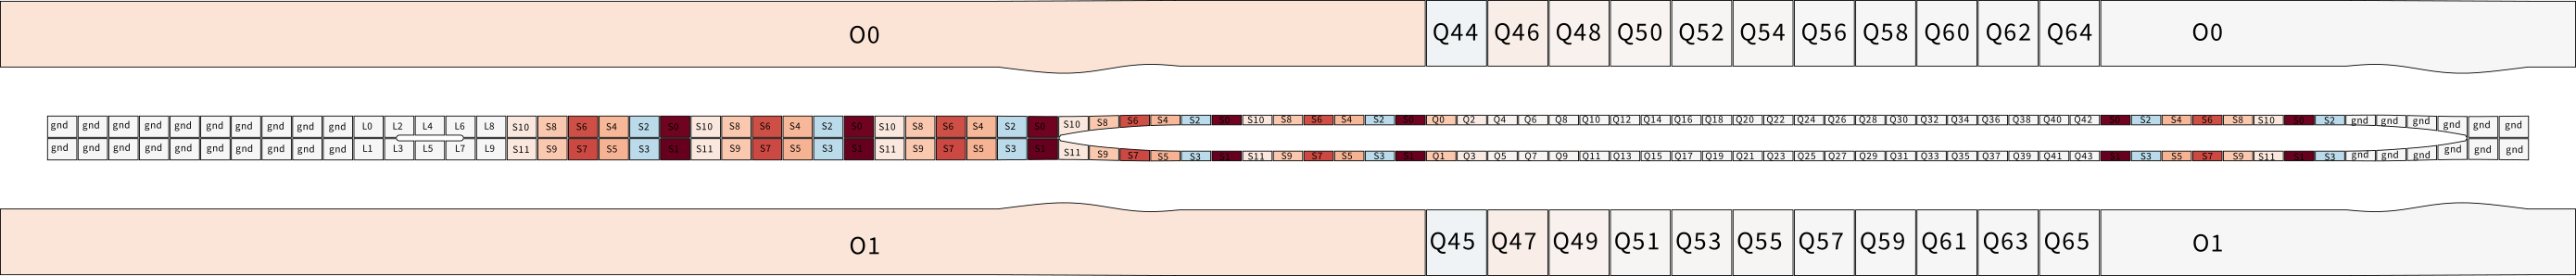 O0 Q44 Q46 Q48 Q50 Q52 Q54 Q56 Q58 Q60 Q62 Q64 O0
gnd gnd gnd gnd gnd gnd gnd gnd gnd gnd L0 L2 L4 L6 L8 S10 S8 S6 S4 S2 S0 S10 S8 S6 S4 S2 S0 S10 S8 S6 S4 S2 S0 S10 S8 S6 S4 S2 S0 S10 S8 S6 S4 S2 S0 Q0 Q2 Q4 Q6 Q8 Q10 Q12 Q14 Q16 Q18 Q20 Q22 Q24 Q26 Q28 Q30 Q32 Q34 Q36 Q38 Q40 Q42 S0 S2 S4 S6 S8 S10 S0 S2 gnd gnd gnd gnd gnd gnd
gnd gnd gnd gnd gnd gnd gnd gnd gnd gnd L1 L3 L5 L7 L9 S11 S9 S7 S5 S3 S1 S11 S9 S7 S5 S3 S1 S11 S9 S7 S5 S3 S1 S11 S9 S7 S5 S3 S1 S11 S9 S7 S5 S3 S1 Q1 Q3 Q5 Q7 Q9 Q11 Q13 Q15 Q17 Q19 Q21 Q23 Q25 Q27 Q29 Q31 Q33 Q35 Q37 Q39 Q41 Q43 S1 S3 S5 S7 S9 S11 S1 S3 gnd gnd gnd gnd gnd gnd
O1 Q45 Q47 Q49 Q51 Q53 Q55 Q57 Q59 Q61 Q63 Q65 O1